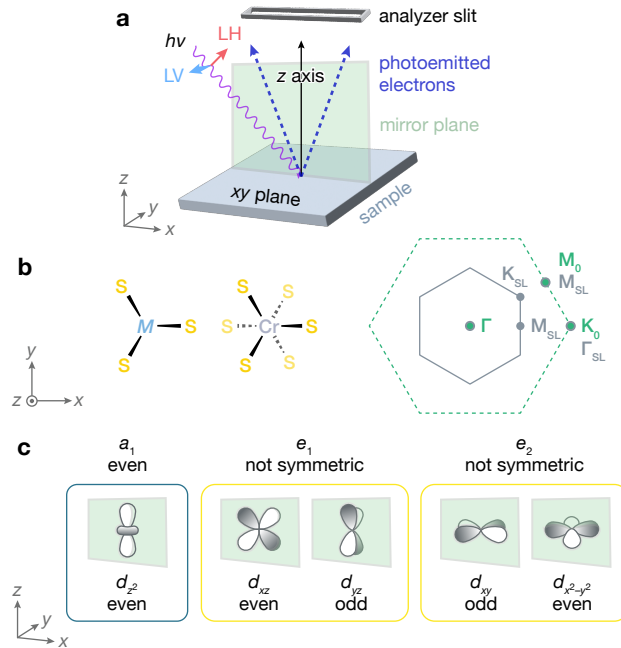 a
analyzer slit
hν
LH
LV
z axis
photoemitted
electrons
mirror plane
xy plane
sample
z
y
x
b
S
S
M
S
S
S
S
Cr
S
S
S
K_SL
M_0
M_SL
Γ
M_SL
K_0
Γ_SL
y
z
x
c
a_1
even
e_1
not symmetric
e_2
not symmetric
d_z²
even
d_xz
even
d_yz
odd
d_xy
odd
d_x²–y²
even
z
y
x